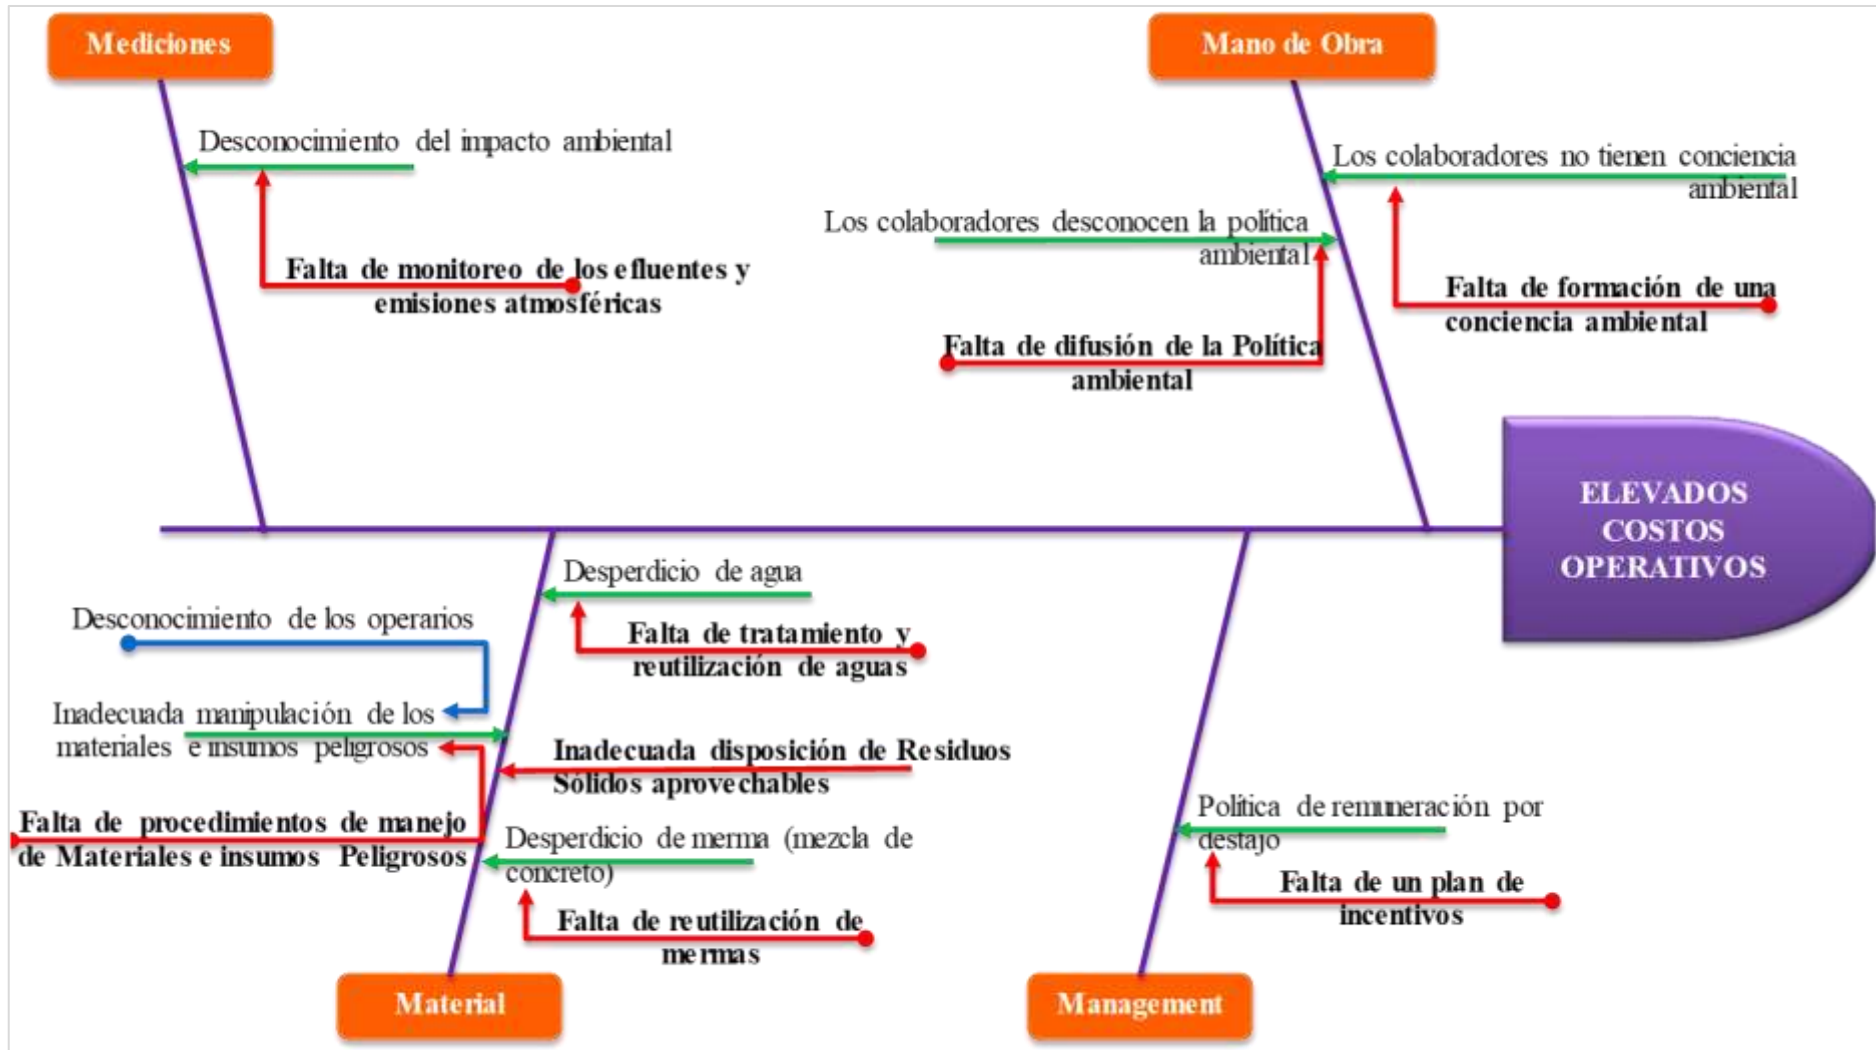 Mediciones
Mano de Obra
Desconocimiento del impacto ambiental
Falta de monitoreo de los efluentes y
emisiones atmosféricas
Los colaboradores no tienen conciencia
ambiental
Los colaboradores desconocen la política
ambiental
Falta de formación de una
conciencia ambiental
Falta de difusión de la Política
ambiental
ELEVADOS
COSTOS
OPERATIVOS
Desperdicio de agua
Desconocimiento de los operarios
Falta de tratamiento y
reutilización de aguas
Inadecuada manipulación de los
materiales e insumos peligrosos
Inadecuada disposición de Residuos
Sólidos aprovechables
Falta de procedimientos de manejo
de Materiales e insumos Peligrosos
Desperdicio de merma (mezcla de
concreto)
Falta de reutilización de
mermas
Política de remuneración por
destajo
Falta de un plan de
incentivos
Material
Management